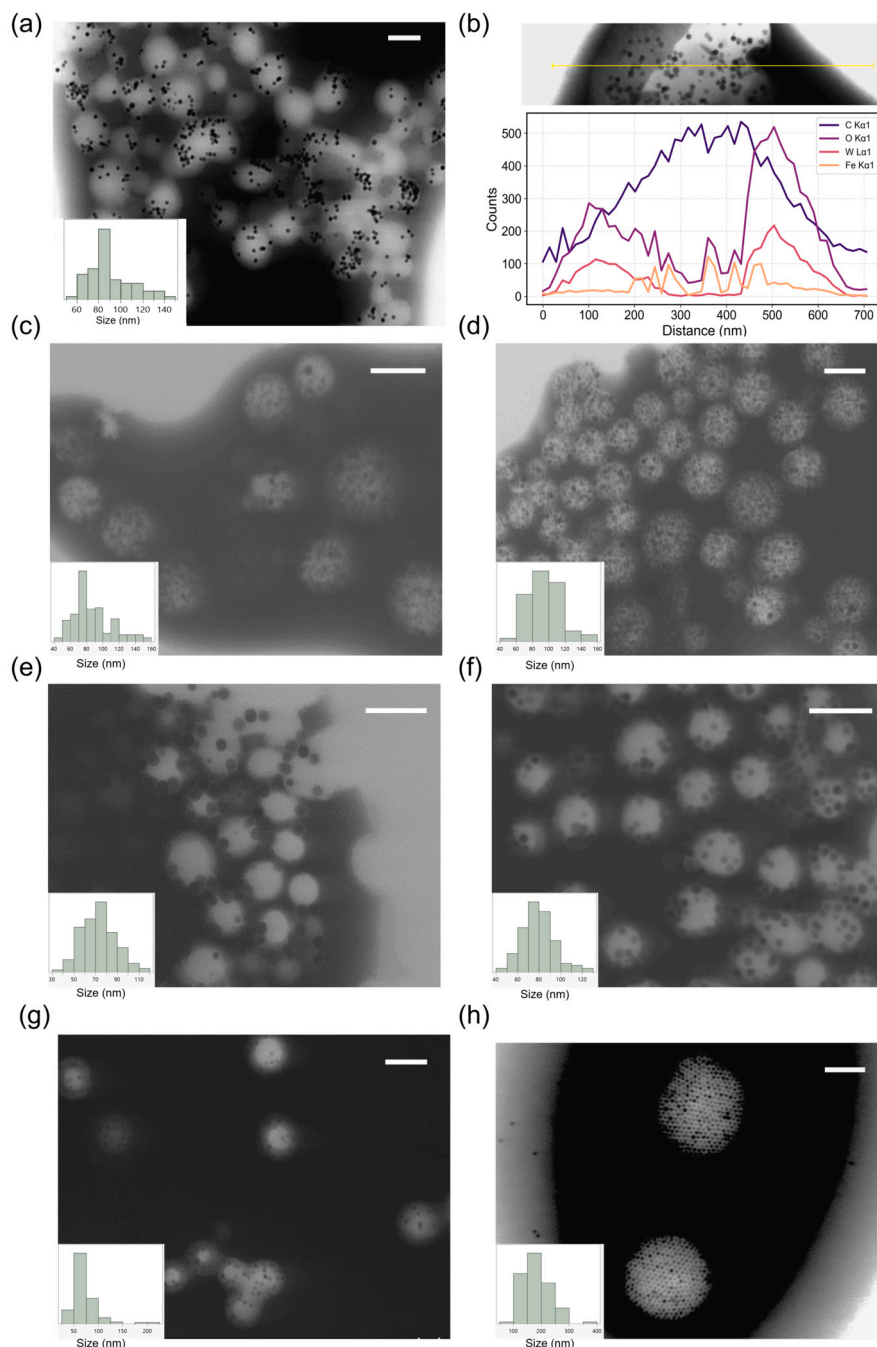 (a)
60 80 100 120 140
Size (nm)
(b)
C Kα1
O Kα1
W Lα1
Fe Kα1
500
400
300
200
100
0
Counts
0 100 200 300 400 500 600 700
Distance (nm)
(c)
40 60 80 100 120 140 160
Size (nm)
(d)
40 60 80 100 120 140 160
Size (nm)
(e)
30 50 70 90 110
Size (nm)
(f)
40 60 80 100 120
Size (nm)
(g)
50 100 150 200
Size (nm)
(h)
100 200 300 400
Size (nm)